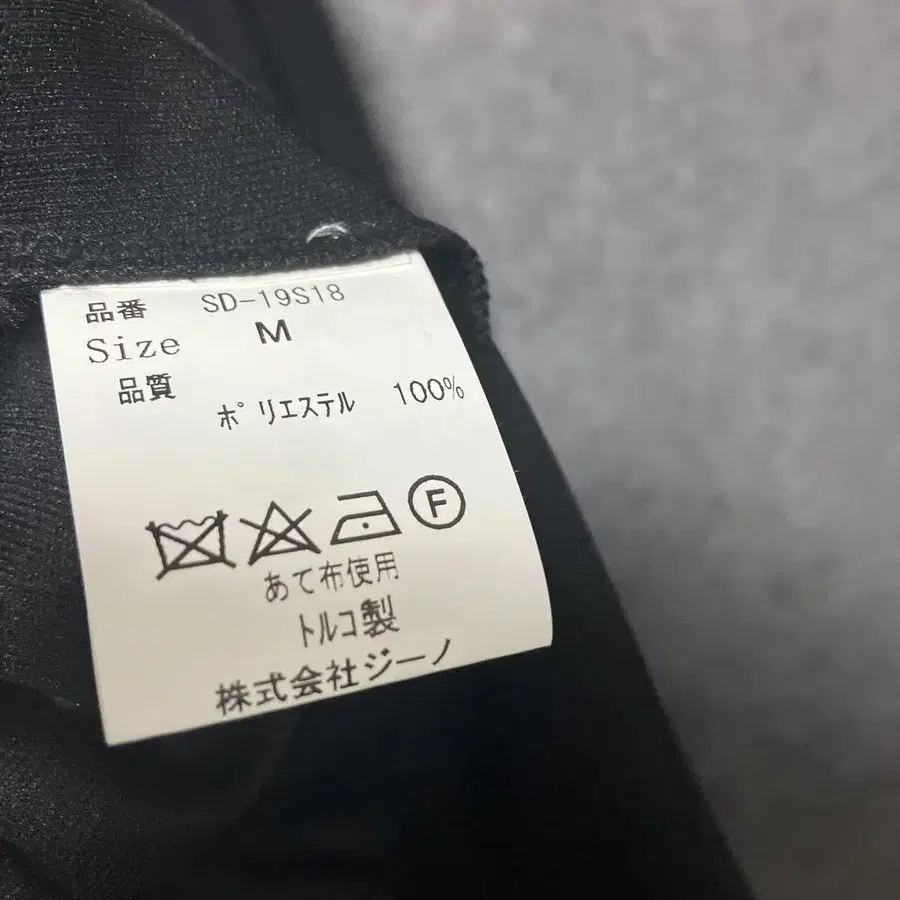 品番 SD-19S18
Size M
品質
ポリエステル 100%
F
あて布使用
トルコ製
株式会社ジーノ